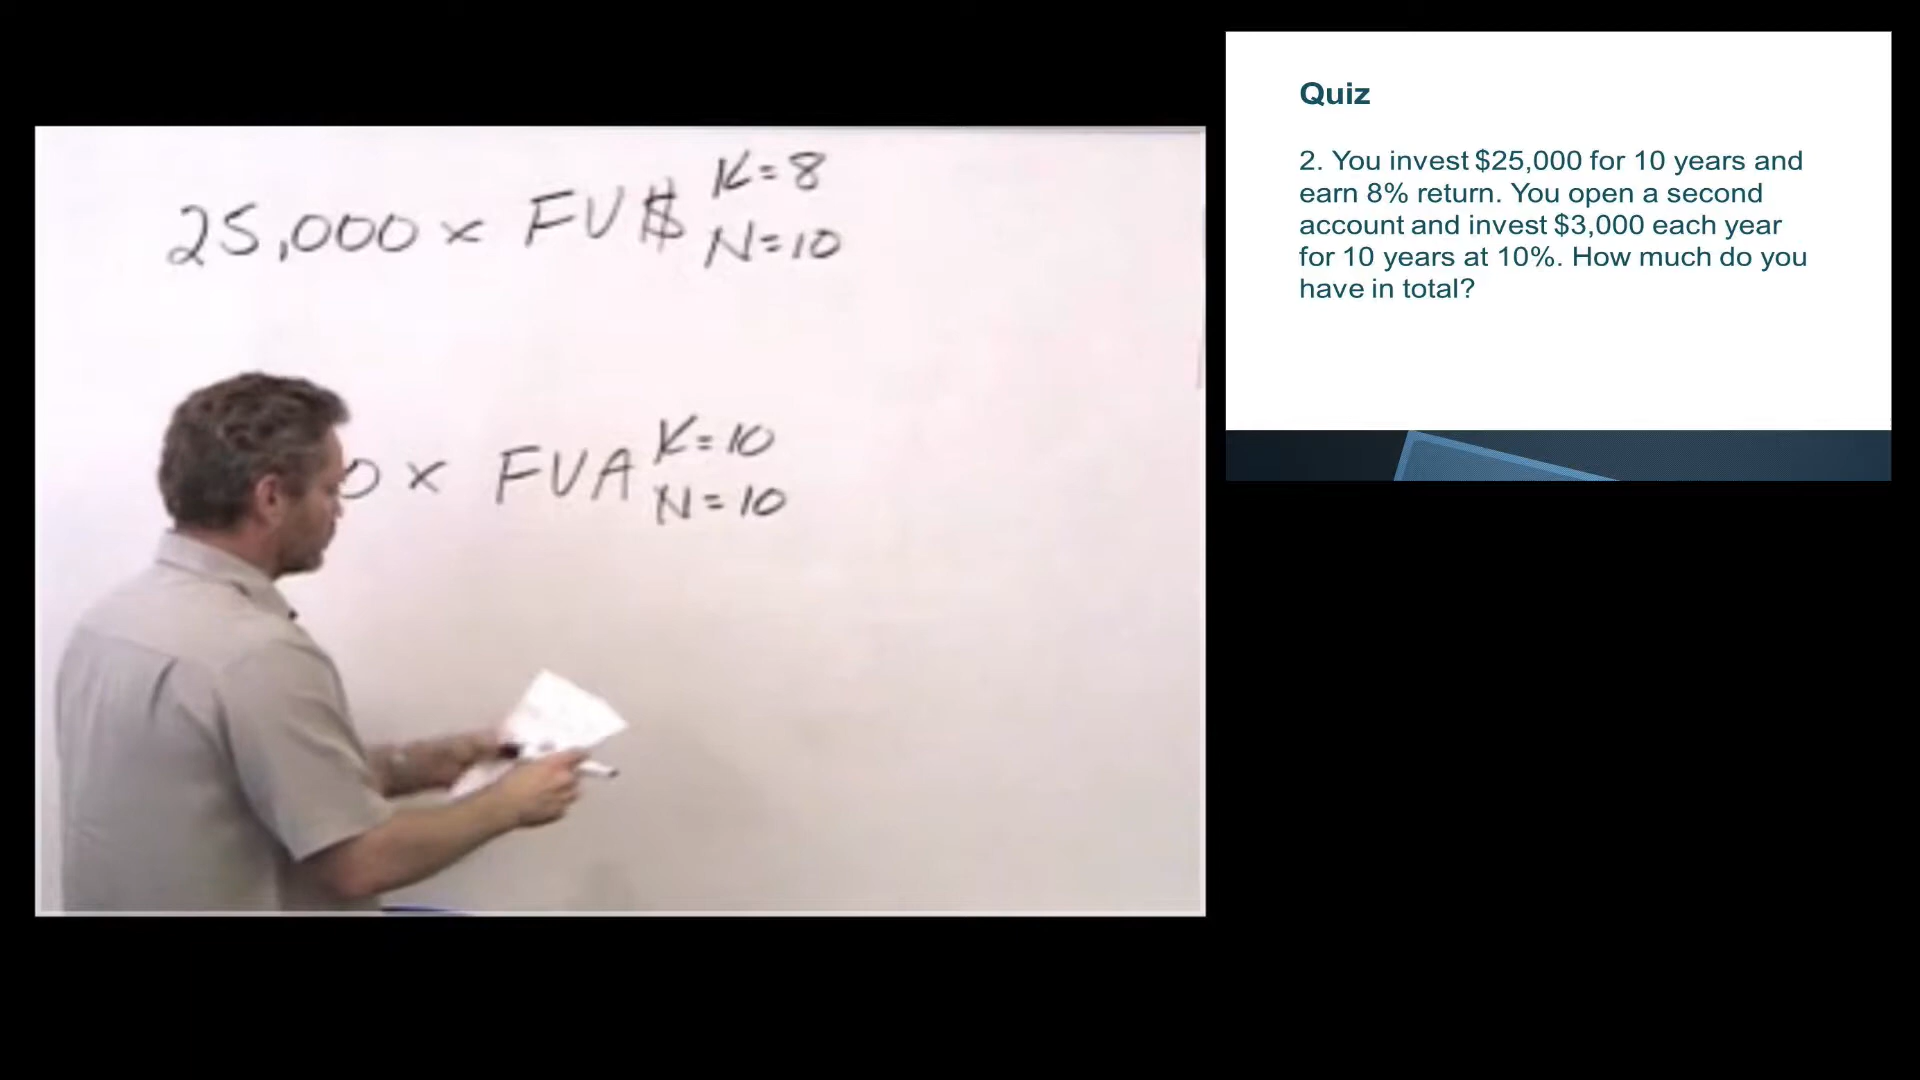 25,000 × FV$ K=8
N=10
0 × FVA K=10
N=10
Quiz
2. You invest $25,000 for 10 years and
earn 8% return. You open a second
account and invest $3,000 each year
for 10 years at 10%. How much do you
have in total?